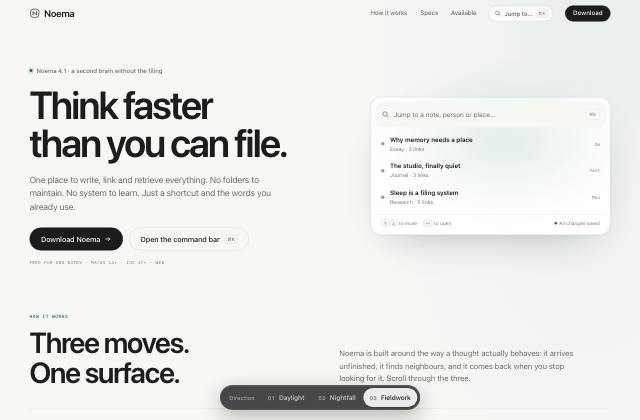 Noema
How it works
Specs
Available
Jump to... ⌘K
Download
Noema 4.1 · a second brain without the filing
Think faster
than you can file.
One place to write, link and retrieve everything. No folders to
maintain. No system to learn. Just a shortcut and the words you
already use.
Download Noema →
Open the command bar ⌘K
Jump to a note, person or place... ⌘K
Why memory needs a place
Essay · 3 links
The studio, finally quiet
Journal · 3 links
Sleep is a filing system
Research · 3 links
Mon
↑ ↓ to move
↵ to open
All changes saved
HOW IT WORKS
Three moves.
One surface.
Noema is built around the way a thought actually behaves: it arrives
unfinished, it finds neighbours, and it comes back when you stop
looking for it. Scroll through the three.
Direction
01 Daylight
02 Nightfall
03 Fieldwork